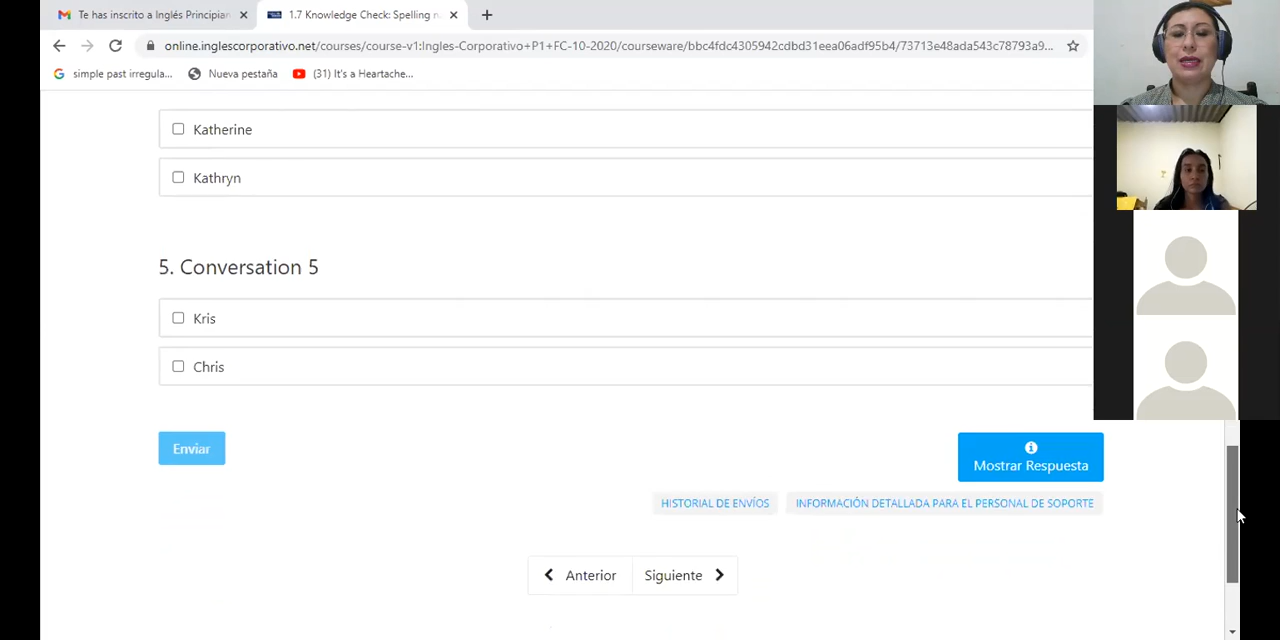 Te has inscrito a Inglés Principian
1.7 Knowledge Check: Spelling n
online.inglescorporativo.net/courses/course-v1:Ingles-Corporativo+P1+FC-10-2020/courseware/bbc4fdc4305942cdbd31eea06adf95b4/73713e48ada543c78793a9...
simple past irregula...
Nueva pestaña
(31) It's a Heartache...
Katherine
Kathryn
5. Conversation 5
Kris
Chris
Enviar
Mostrar Respuesta
HISTORIAL DE ENVÍOS
INFORMACIÓN DETALLADA PARA EL PERSONAL DE SOPORTE
Anterior
Siguiente